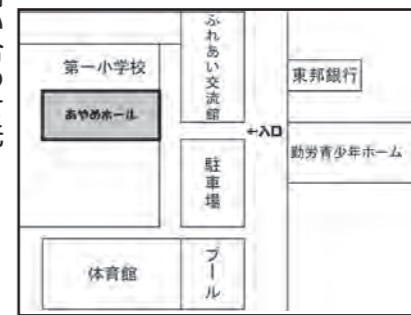 ふれあい交流館
第一小学校
東邦銀行
あやめホール
←入口
勤労青少年ホーム
駐車場
体育館
プール